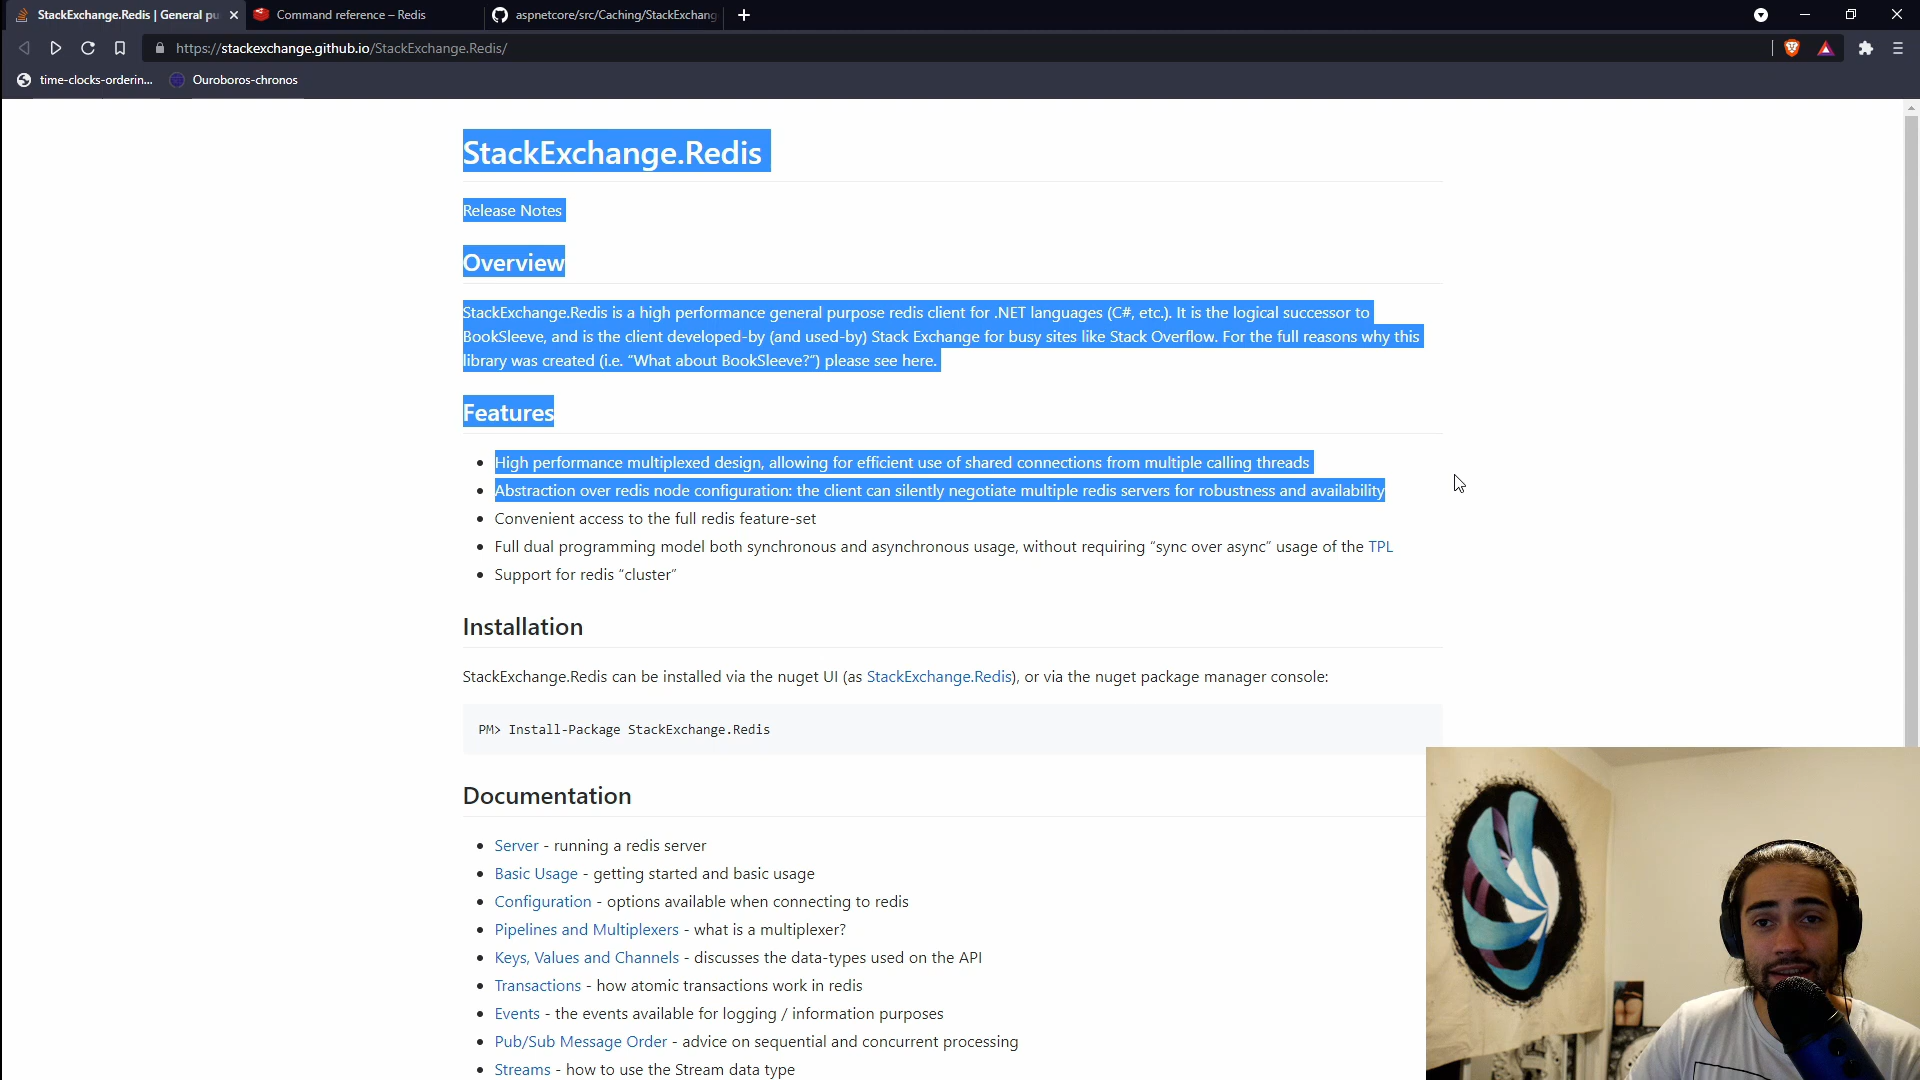 StackExchange.Redis | General pu
Command reference – Redis
aspnetcore/src/Caching/StackExchang
https://stackexchange.github.io/StackExchange.Redis/
time-clocks-orderin...
Ouroboros-chronos
StackExchange.Redis
Release Notes
Overview
StackExchange.Redis is a high performance general purpose redis client for .NET languages (C#, etc.). It is the logical successor to
BookSleeve, and is the client developed-by (and used-by) Stack Exchange for busy sites like Stack Overflow. For the full reasons why this
library was created (i.e. “What about BookSleeve?”) please see here.
Features
High performance multiplexed design, allowing for efficient use of shared connections from multiple calling threads
Abstraction over redis node configuration: the client can silently negotiate multiple redis servers for robustness and availability
Convenient access to the full redis feature-set
Full dual programming model both synchronous and asynchronous usage, without requiring “sync over async” usage of the TPL
Support for redis “cluster”
Installation
StackExchange.Redis can be installed via the nuget UI (as StackExchange.Redis), or via the nuget package manager console:
PM> Install-Package StackExchange.Redis
Documentation
Server - running a redis server
Basic Usage - getting started and basic usage
Configuration - options available when connecting to redis
Pipelines and Multiplexers - what is a multiplexer?
Keys, Values and Channels - discusses the data-types used on the API
Transactions - how atomic transactions work in redis
Events - the events available for logging / information purposes
Pub/Sub Message Order - advice on sequential and concurrent processing
Streams - how to use the Stream data type